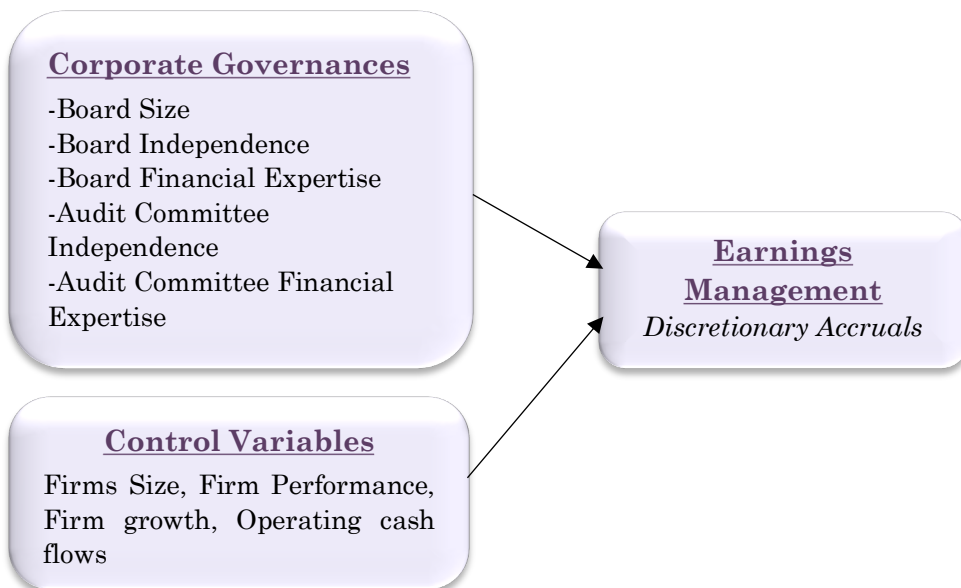 Corporate Governances
-Board Size
-Board Independence
-Board Financial Expertise
-Audit Committee
Independence
-Audit Committee Financial
Expertise
Earnings
Management
Discretionary Accruals
Control Variables
Firms Size, Firm Performance,
Firm growth, Operating cash
flows